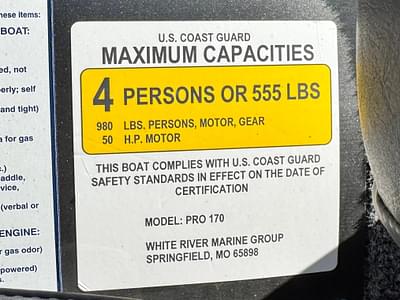 these items:
BOAT:
ed, not
erly; self
and tight)
a for gas
c.)
addle,
vice,
(verbal or
ENGINE:
r gas odor)
powered)
es.
U.S. COAST GUARD
MAXIMUM CAPACITIES
4 PERSONS OR 555 LBS
980 LBS. PERSONS, MOTOR, GEAR
50 H.P. MOTOR
THIS BOAT COMPLIES WITH U.S. COAST GUARD
SAFETY STANDARDS IN EFFECT ON THE DATE OF
CERTIFICATION
MODEL: PRO 170
WHITE RIVER MARINE GROUP
SPRINGFIELD, MO 65898